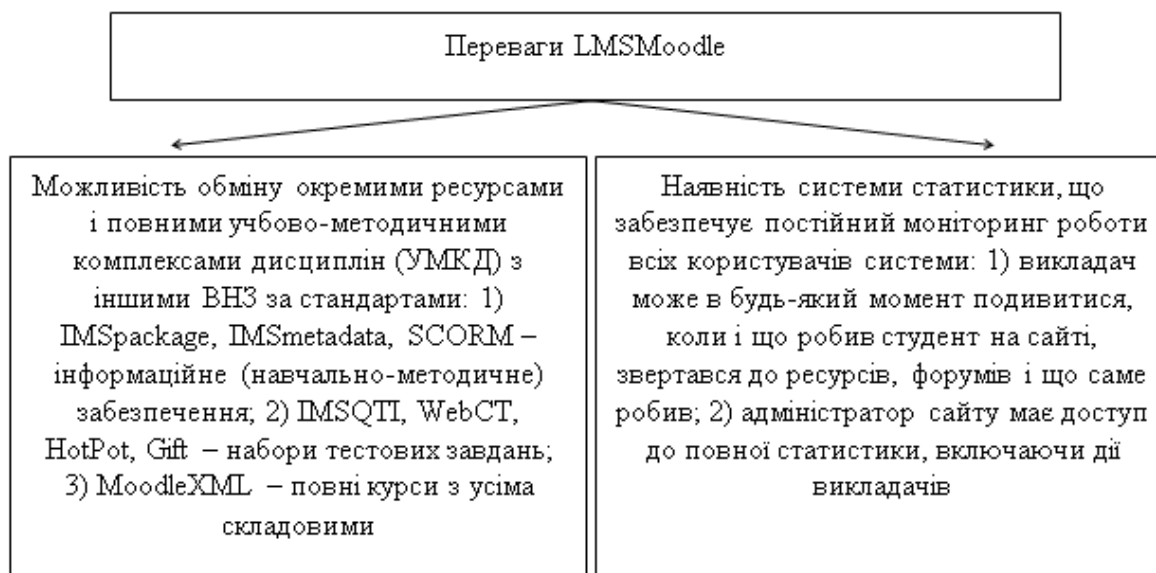 Переваги LMSMoodle
Можливість обміну окремими ресурсами
і повними учбово-методичними
комплексами дисциплін (УМКД) з
іншими ВНЗ за стандартами: 1)
IMSpackage, IMSmetadata, SCORM –
інформаційне (навчально-методичне)
забезпечення; 2) IMSQTI, WebCT,
HotPot, Gift – набори тестових завдань;
3) MoodleXML – повні курси з усіма
складовими
Наявність системи статистики, що
забезпечує постійний моніторинг роботи
всіх користувачів системи: 1) викладач
може в будь-який момент подивитися,
коли і що робив студент на сайті,
звертався до ресурсів, форумів і що саме
робив; 2) адміністратор сайту має доступ
до повної статистики, включаючи дії
викладачів